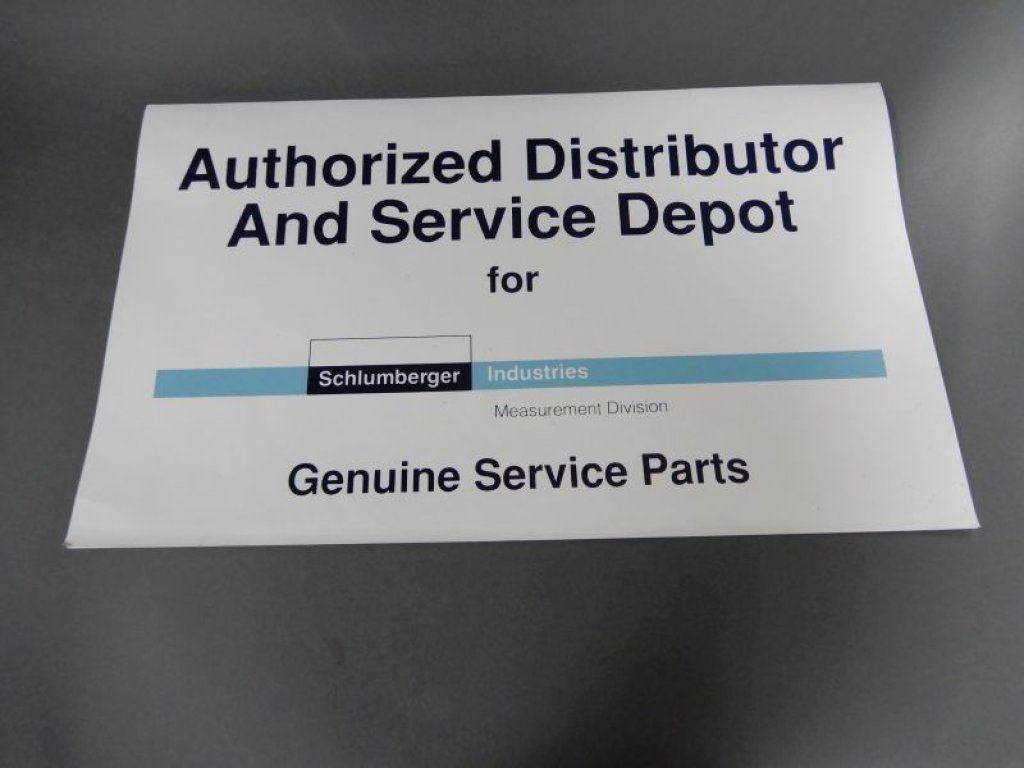 Authorized Distributor
And Service Depot
for
Schlumberger Industries
Measurement Division
Genuine Service Parts